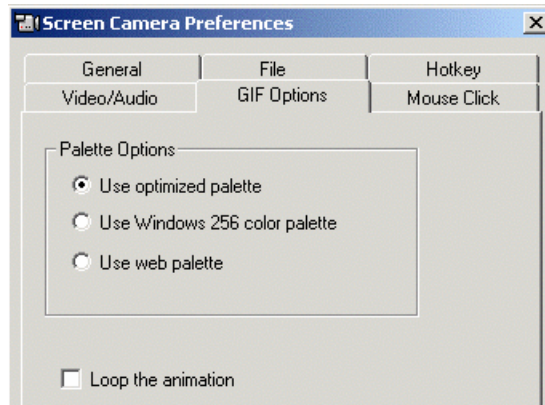 Screen Camera Preferences
General File Hotkey
Video/Audio GIF Options Mouse Click
Palette Options
Use optimized palette
Use Windows 256 color palette
Use web palette
Loop the animation